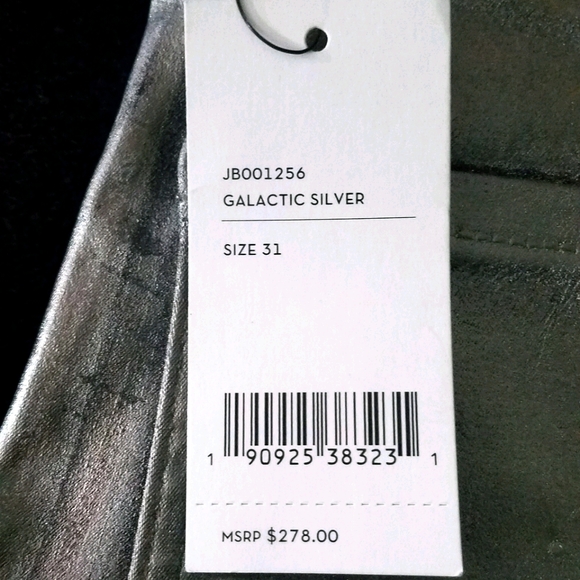 JB001256
GALACTIC SILVER
SIZE 31
1 90925 38323 1
MSRP $278.00